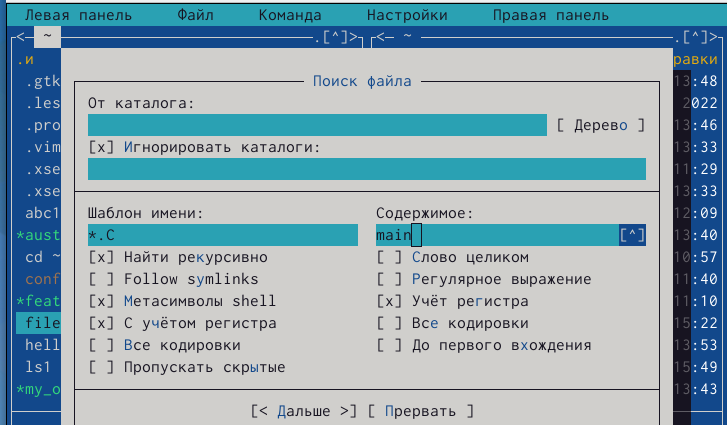 Левая панель Файл Команда Настройки Правая панель
<─ ~ .[^]> <─ ~ .[^]>
.и равки
.gtk Поиск файла 13:48
.les От каталога: 2022
.pro [ Дерево ] 13:46
.vim [x] Игнорировать каталоги: 13:33
.xse 11:29
.xse 13:33
abc1 Шаблон имени: Содержимое: 12:09
*aust *.C main [^] 13:40
cd ~ [x] Найти рекурсивно [ ] Слово целиком 10:57
conf [ ] Follow symlinks [ ] Регулярное выражение 11:40
*feat [x] Метасимволы shell [x] Учёт регистра 11:10
file [x] С учётом регистра [ ] Все кодировки 15:22
hell [ ] Все кодировки [ ] До первого вхождения 13:53
ls1 [ ] Пропускать скрытые 15:49
*my_o 13:43
[< Дальше >] [ Прервать ]